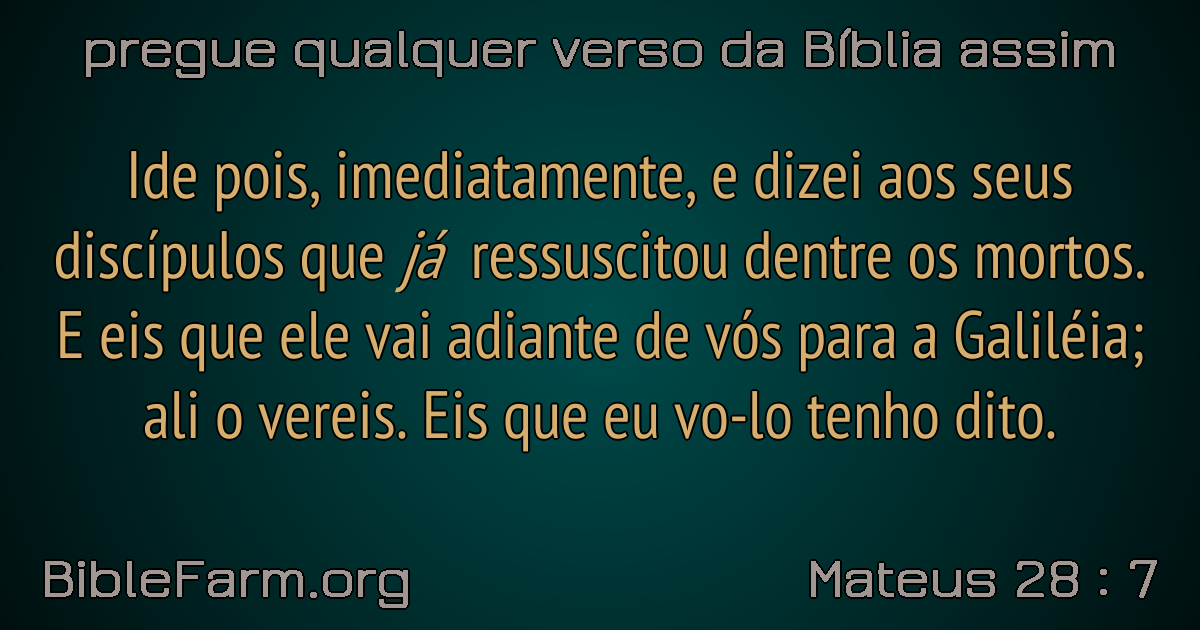 pregue qualquer verso da Bíblia assim
Ide pois, imediatamente, e dizei aos seus
discípulos que já ressuscitou dentre os mortos.
E eis que ele vai adiante de vós para a Galiléia;
ali o vereis. Eis que eu vo-lo tenho dito.
BibleFarm.org
Mateus 28 : 7